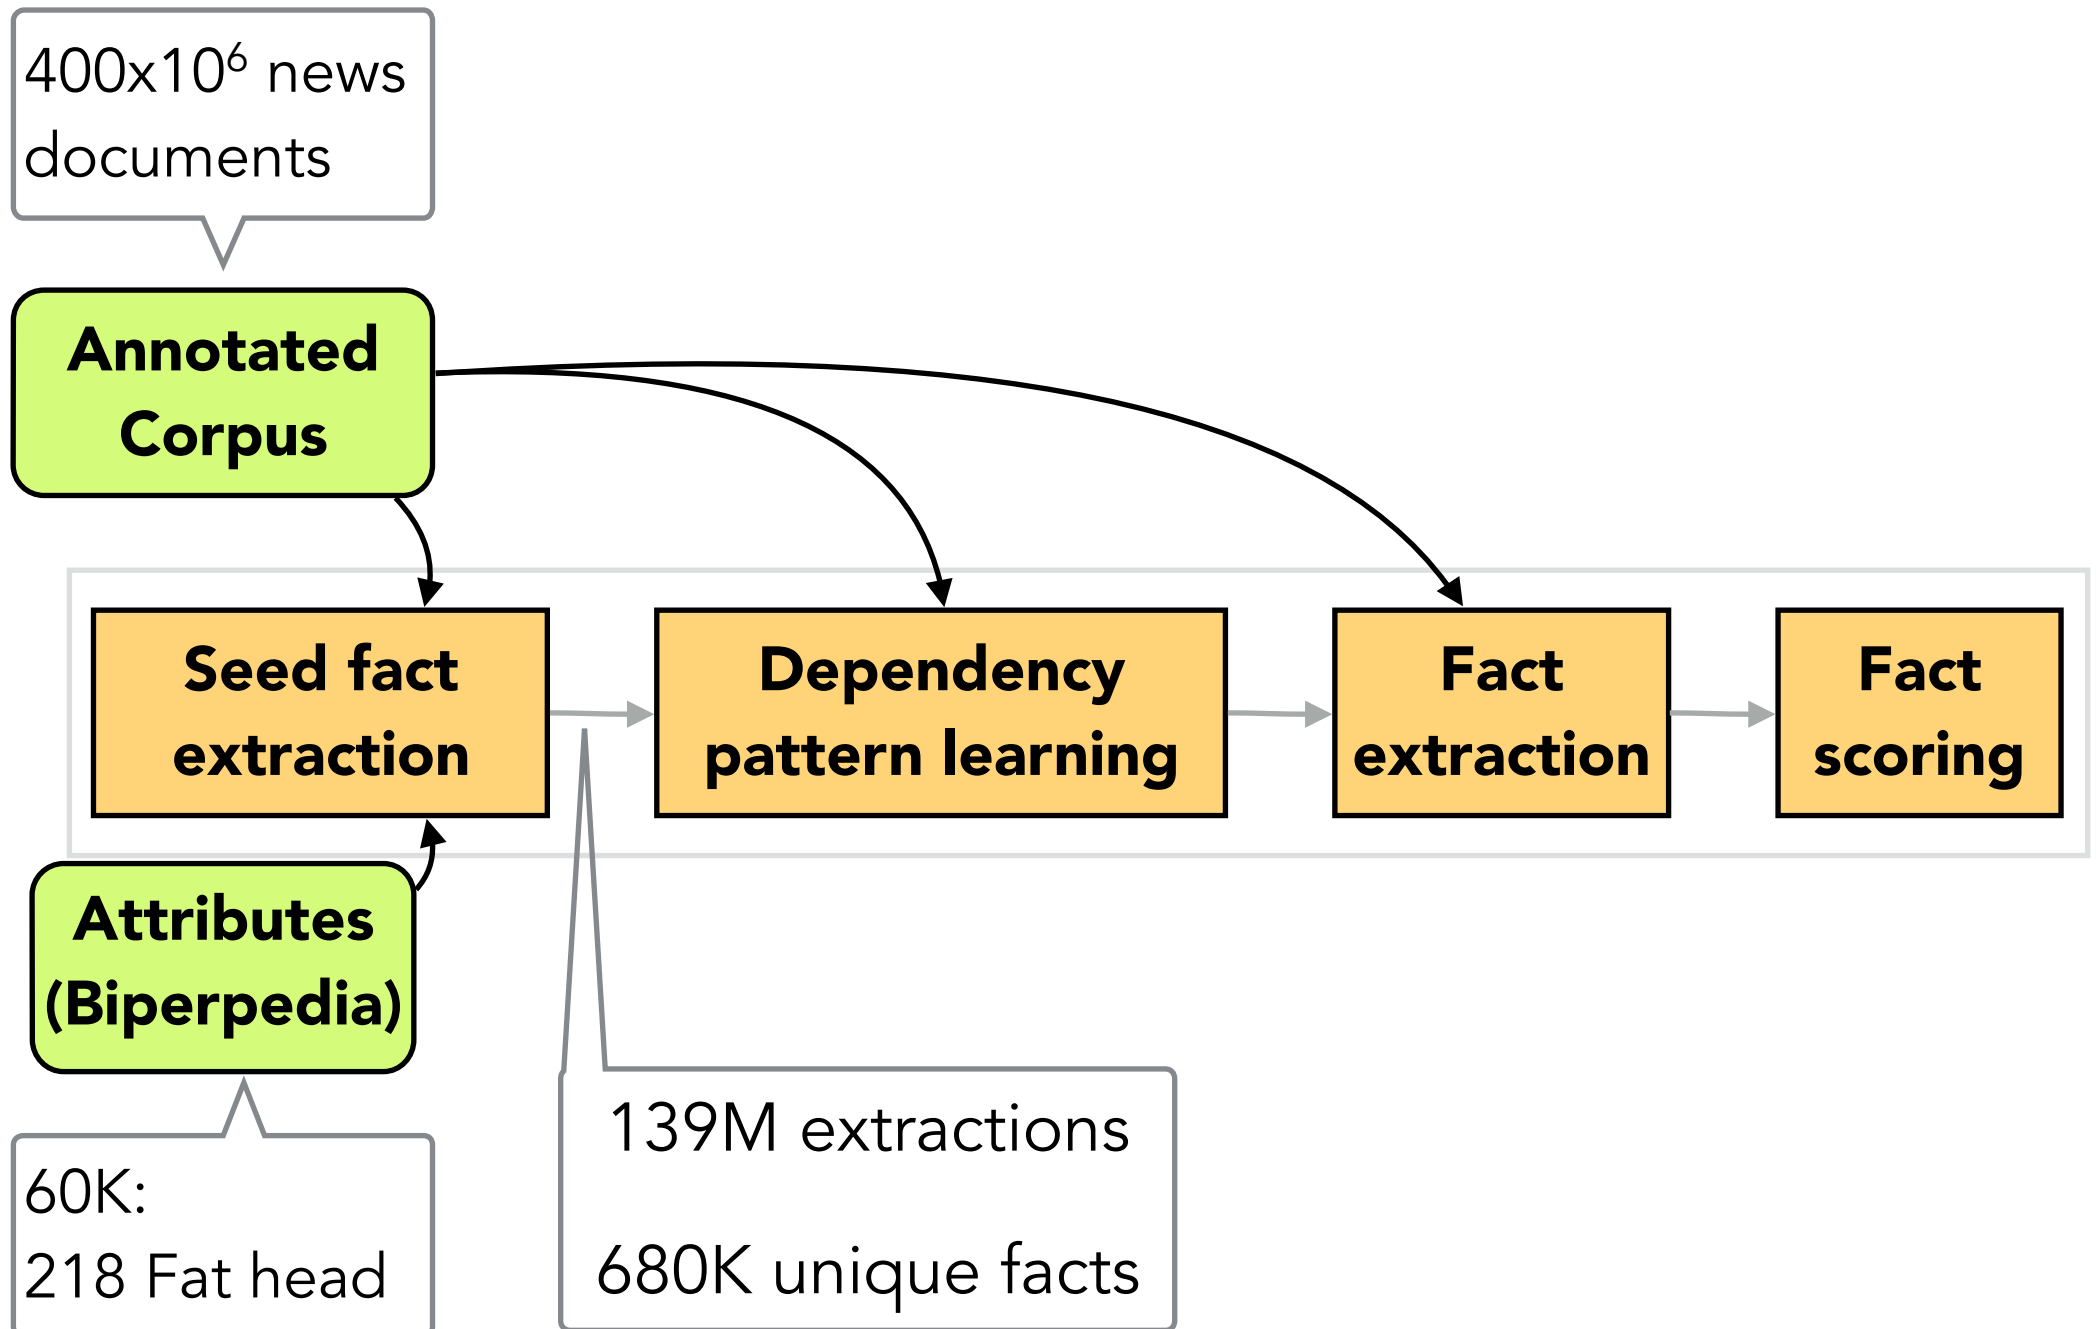 400x10⁶ news
documents
Annotated
Corpus
Seed fact
extraction
Dependency
pattern learning
Fact
extraction
Fact
scoring
Attributes
(Biperpedia)
139M extractions
680K unique facts
60K:
218 Fat head